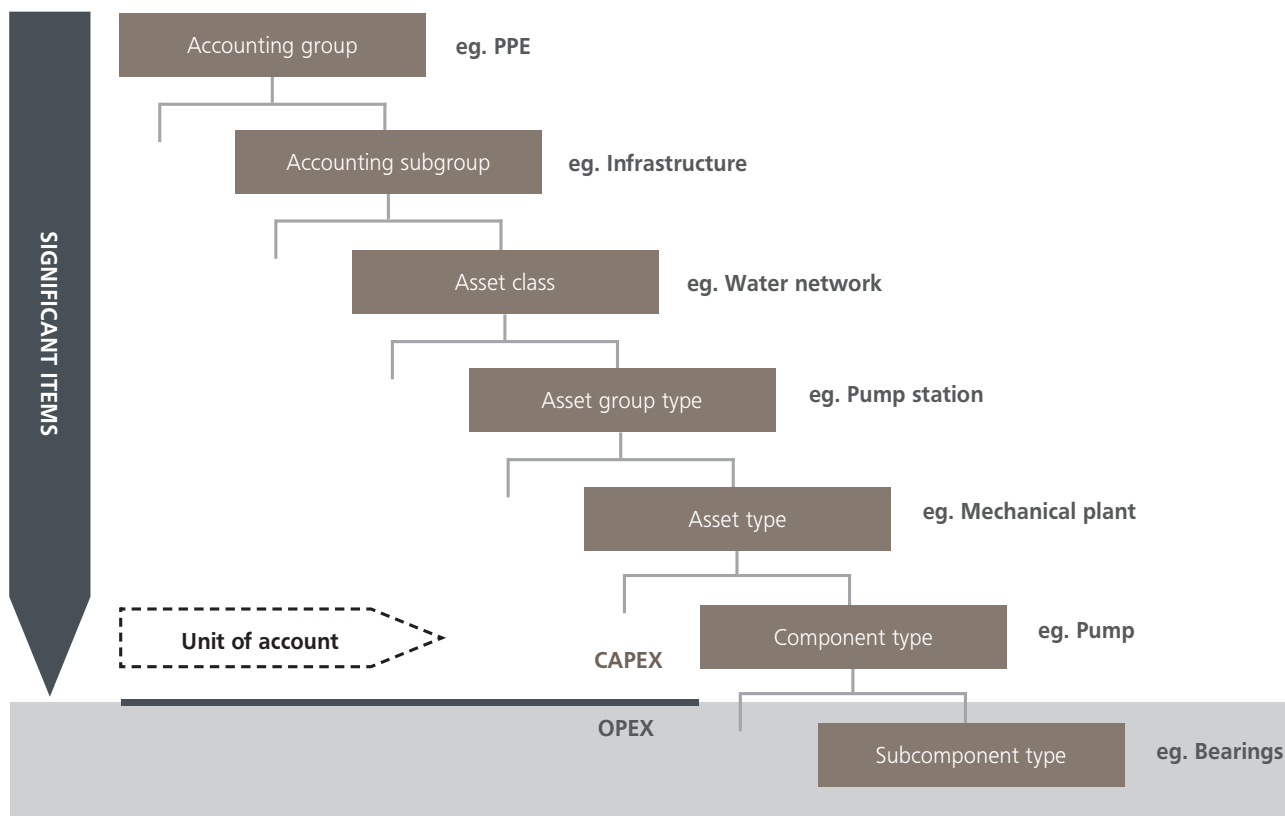 Accounting group
eg. PPE
Accounting subgroup
eg. Infrastructure
SIGNIFICANT ITEMS
Asset class
eg. Water network
Asset group type
eg. Pump station
Asset type
eg. Mechanical plant
Unit of account
CAPEX
Component type
eg. Pump
OPEX
Subcomponent type
eg. Bearings